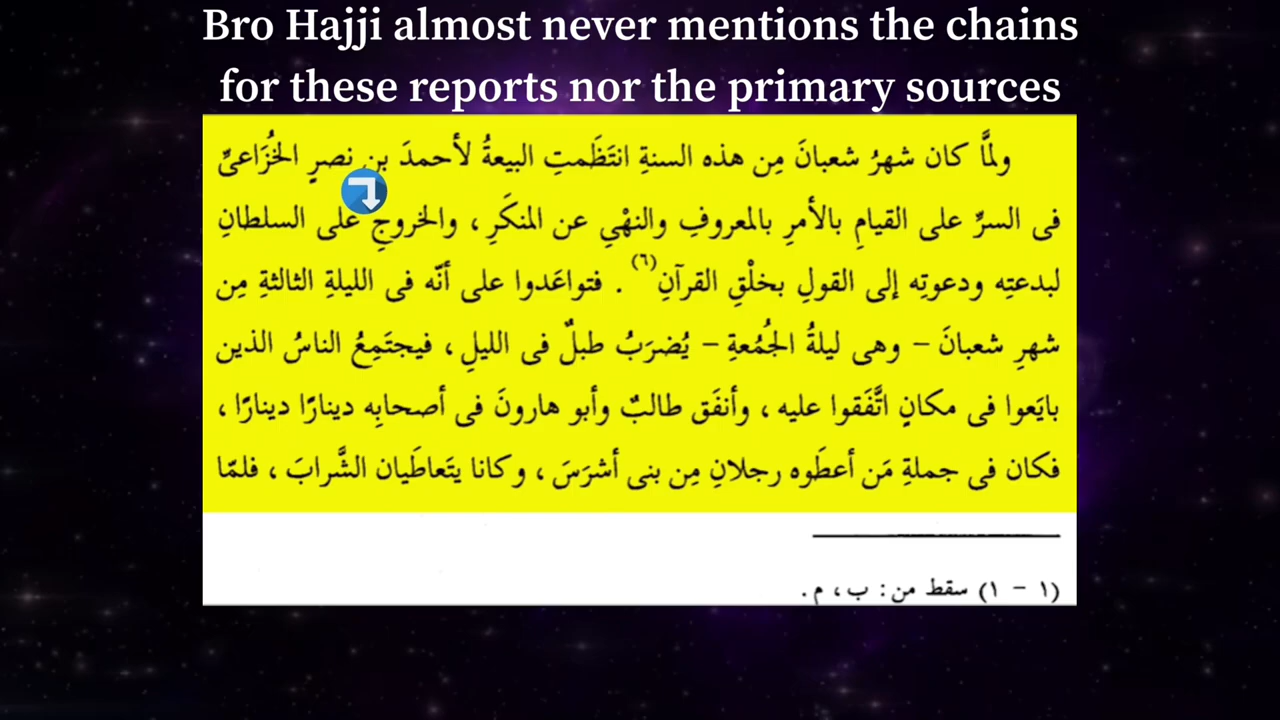 Bro Hajji almost never mentions the chains
for these reports nor the primary sources
ولمَّا كان شهرُ شعبانَ مِن هذه السنةِ انتَظَمتِ البيعةُ لأحمدَ بنِ نصرٍ الخُزَاعىِّ
فى السرِّ على القيامِ بالأمرِ بالمعروفِ والنهْىِ عن المنكَرِ ، والخروجِ على السلطانِ
لبدعتِه ودعوتِه إلى القولِ بخلْقِ القرآنِ(٦) . فتواعَدوا على أنّه فى الليلةِ الثالثةِ مِن
شهرِ شعبانَ – وهى ليلةُ الجُمُعةِ – يُضرَبُ طبلٌ فى الليلِ ، فيجتَمِعُ الناسُ الذين
بايَعوا فى مكانٍ اتَّفَقوا عليه ، وأنفَق طالبٌ وأبو هارونَ فى أصحابِه دينارًا دينارًا ،
فكان فى جملةِ مَن أعطَوه رجلانِ مِن بنى أشرَسَ ، وكانا يتَعاطَيان الشَّرابَ ، فلمّا
(١ – ١) سقط من : ب ، م .